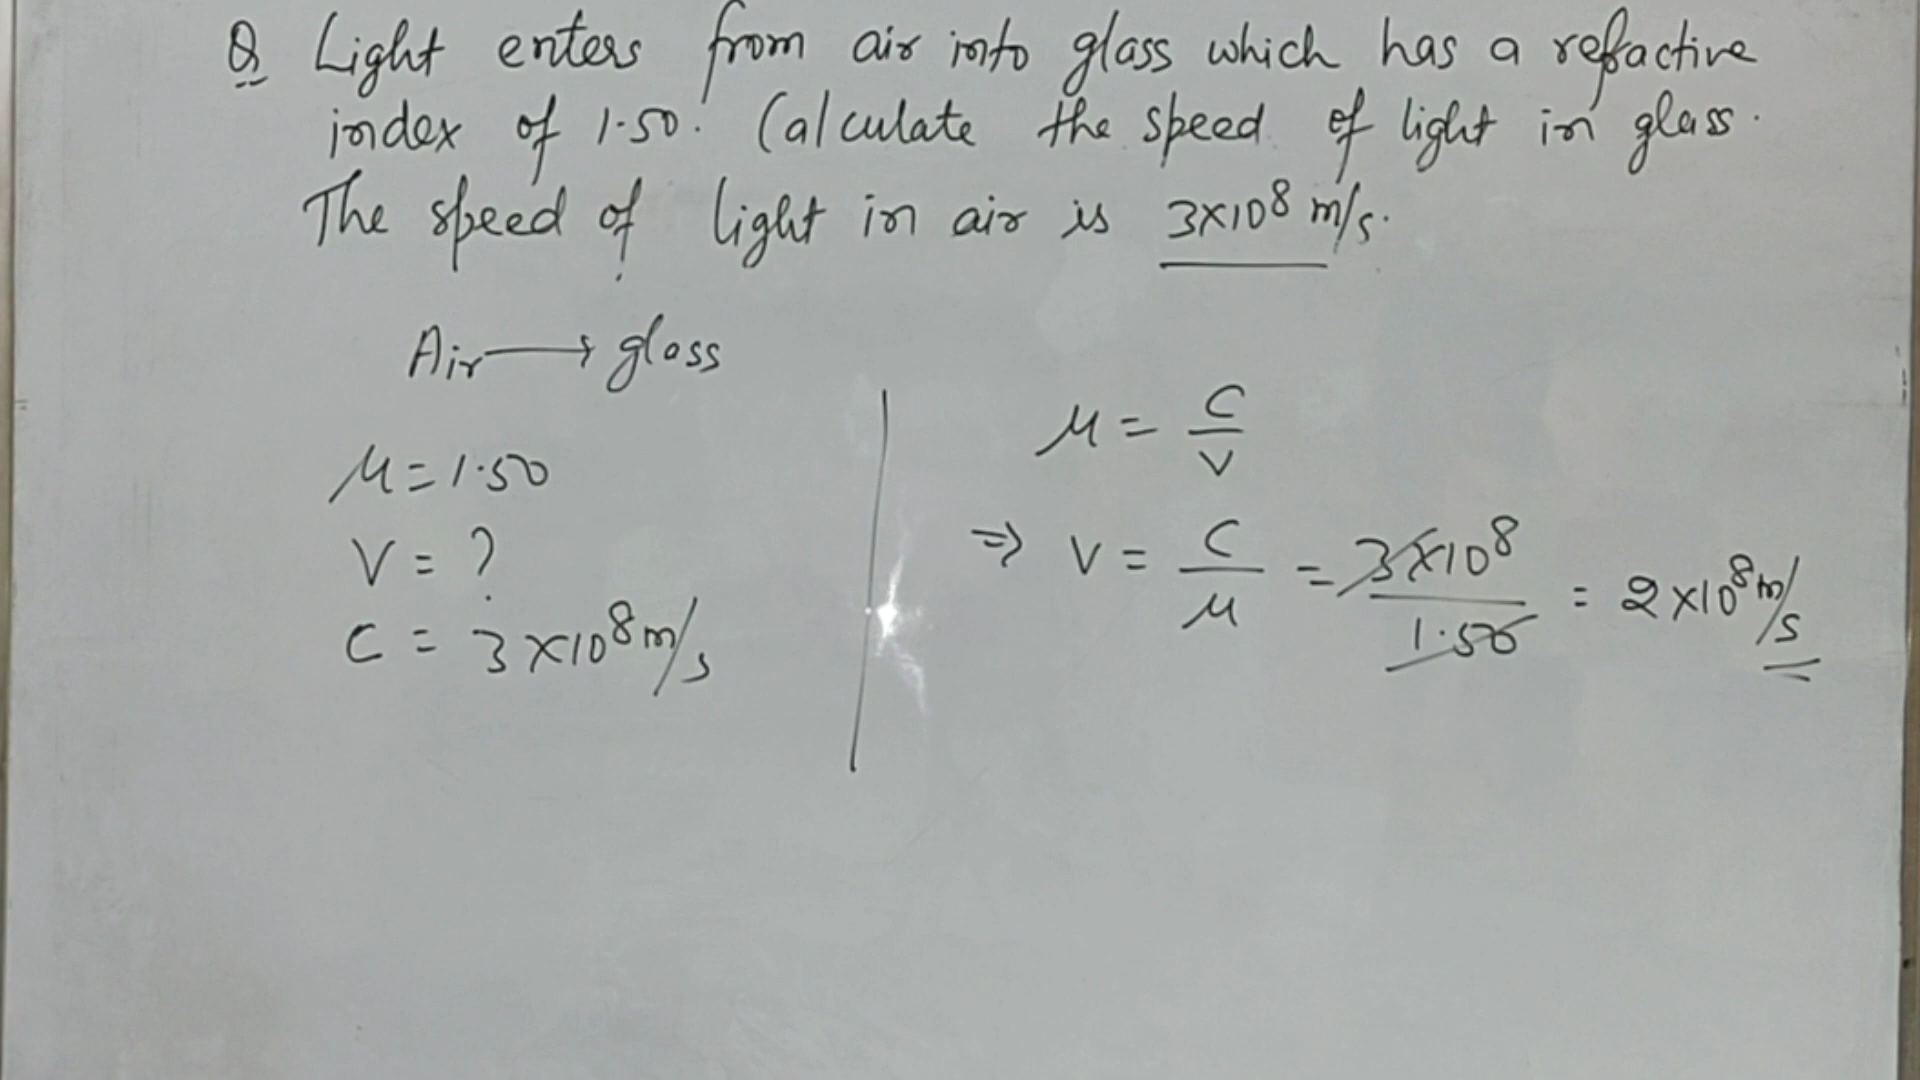 Q Light enters from air into glass which has a refractive
index of 1.50. Calculate the speed of light in glass.
The speed of light in air is 3×10⁸ m/s.
Air → glass
μ = 1.50
V = ?
C = 3×10⁸ m/s
μ = C/V
⇒ V = C/μ = 3×10⁸/1.50 = 2×10⁸ m/s